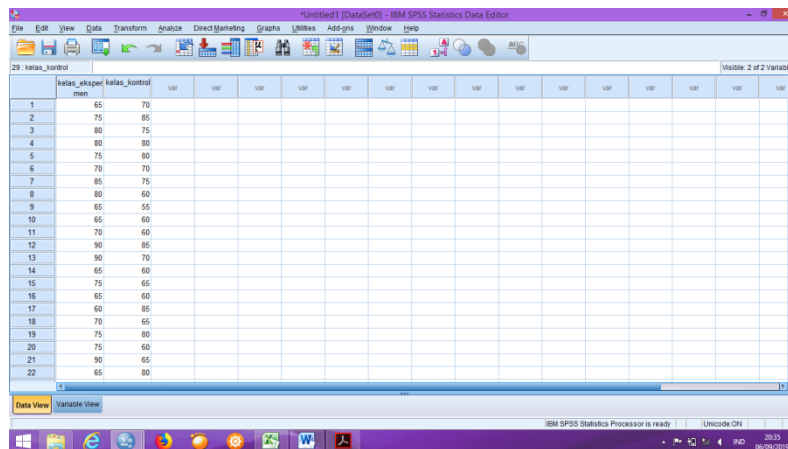 *Untitled1 [DataSet0] - IBM SPSS Statistics Data Editor
File Edit View Data Transform Analyze Direct Marketing Graphs Utilities Add-ons Window Help
29 : kelas_kontrol Visible: 2 of 2 Variabl
kelas_eksper kelas_kontrol var var var var var var var var var var var var
men
1 65 70
2 75 85
3 80 75
4 80 80
5 75 80
6 70 70
7 85 75
8 80 60
9 65 55
10 65 60
11 70 60
12 90 85
13 90 70
14 65 60
15 75 65
16 65 60
17 60 85
18 70 65
19 75 80
20 75 60
21 90 65
22 65 80
Data View Variable View
IBM SPSS Statistics Processor is ready Unicode:ON
IND 20:35
06/09/2019